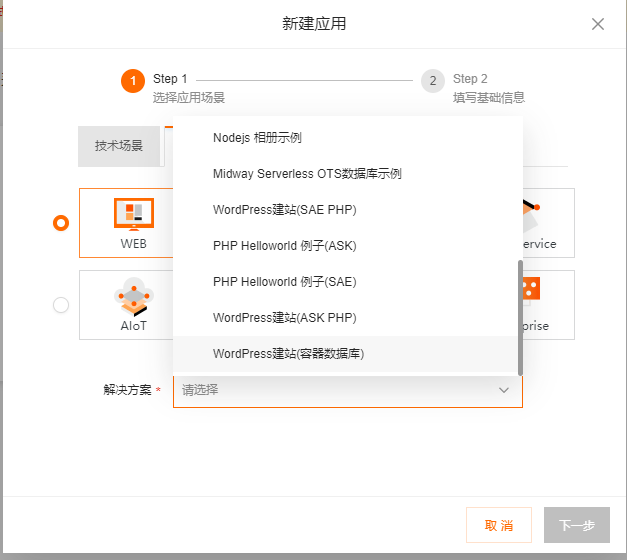 新建应用
1
Step 1
选择应用场景
2
Step 2
填写基础信息
技术场景
Nodejs 相册示例
Midway Serverless OTS数据库示例
WordPress建站(SAE PHP)
PHP Helloworld 例子(ASK)
PHP Helloworld 例子(SAE)
WordPress建站(ASK PHP)
WordPress建站(容器数据库)
WEB
ervice
AIoT
prise
解决方案 *
请选择
取 消
下一步